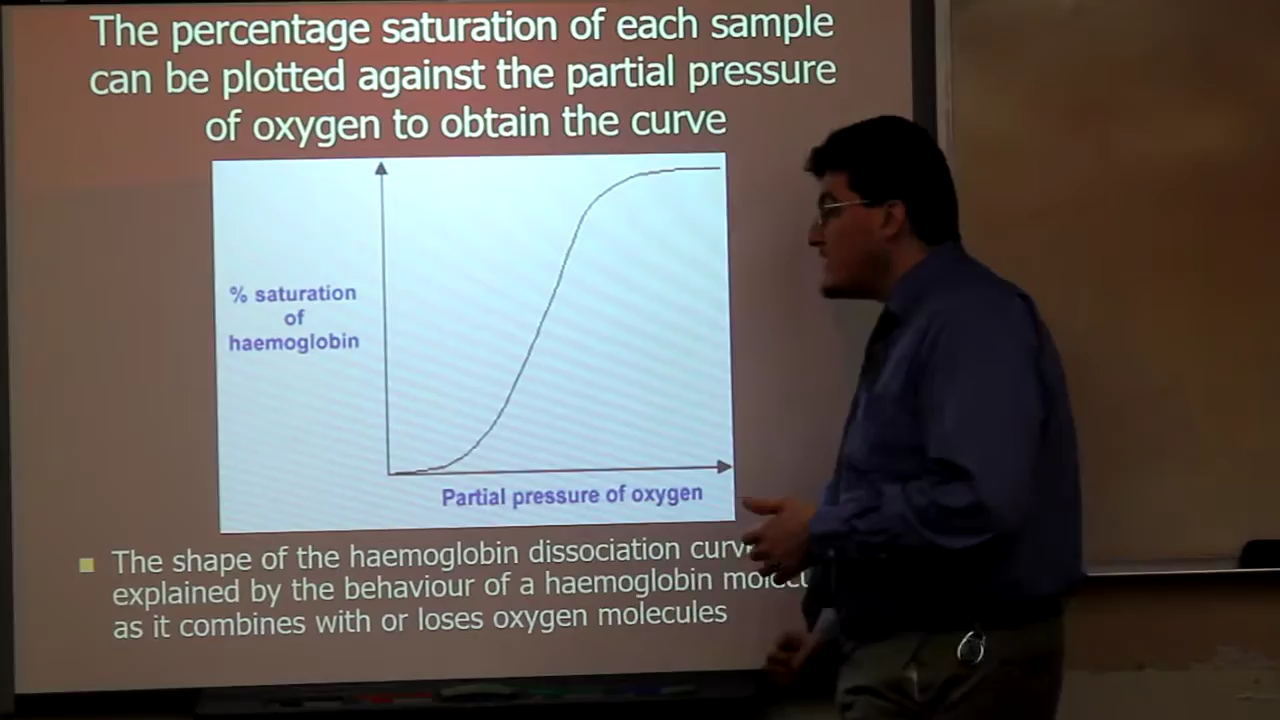 The percentage saturation of each sample
can be plotted against the partial pressure
of oxygen to obtain the curve
% saturation
of
haemoglobin
Partial pressure of oxygen
The shape of the haemoglobin dissociation
explained by the behaviour of a haemoglobin
as it combines with or loses oxygen molecules